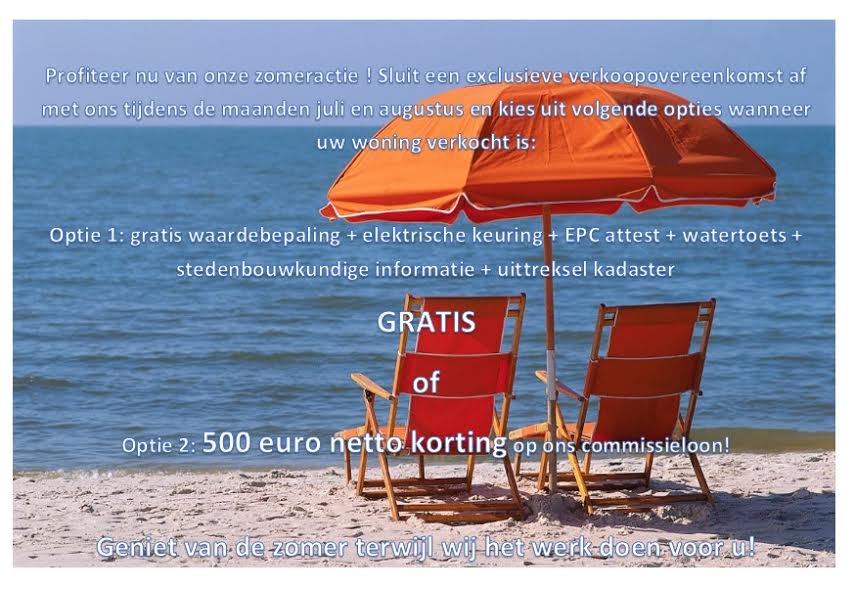 Profiteer nu van onze zomeractie ! Sluit een exclusieve verkoopovereenkomst af
met ons tijdens de maanden juli en augustus en kies uit volgende opties wanneer
uw woning verkocht is:
Optie 1: gratis waardebepaling + elektrische keuring + EPC attest + watertoets +
stedenbouwkundige informatie + uittreksel kadaster
GRATIS
of
Optie 2: 500 euro netto korting op ons commissieloon!
Geniet van de zomer terwijl wij het werk doen voor u!